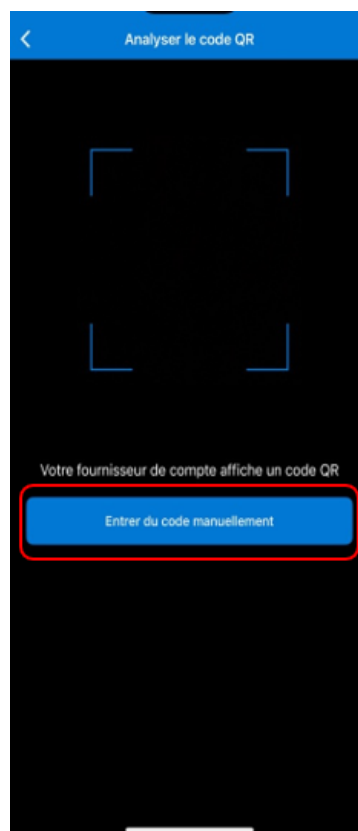 Analyser le code QR
Votre fournisseur de compte affiche un code QR
Entrer du code manuellement